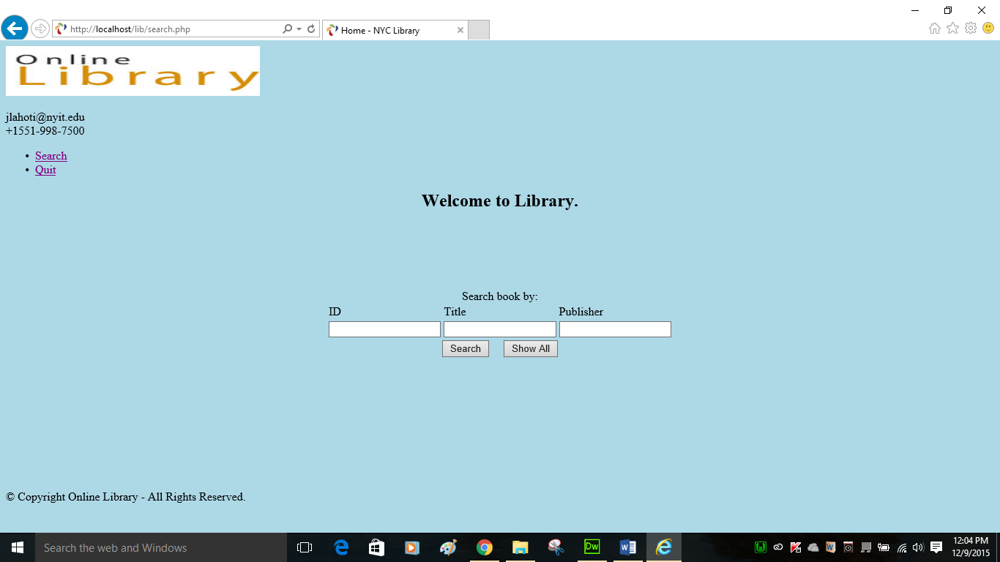 http://localhost/lib/search.php
Home - NYC Library
Online
Library
jlahoti@nyit.edu
+1551-998-7500
• Search
• Quit
Welcome to Library.
Search book by:
ID Title Publisher
Search Show All
© Copyright Online Library - All Rights Reserved.
Search the web and Windows
Dw
12:04 PM
12/9/2015